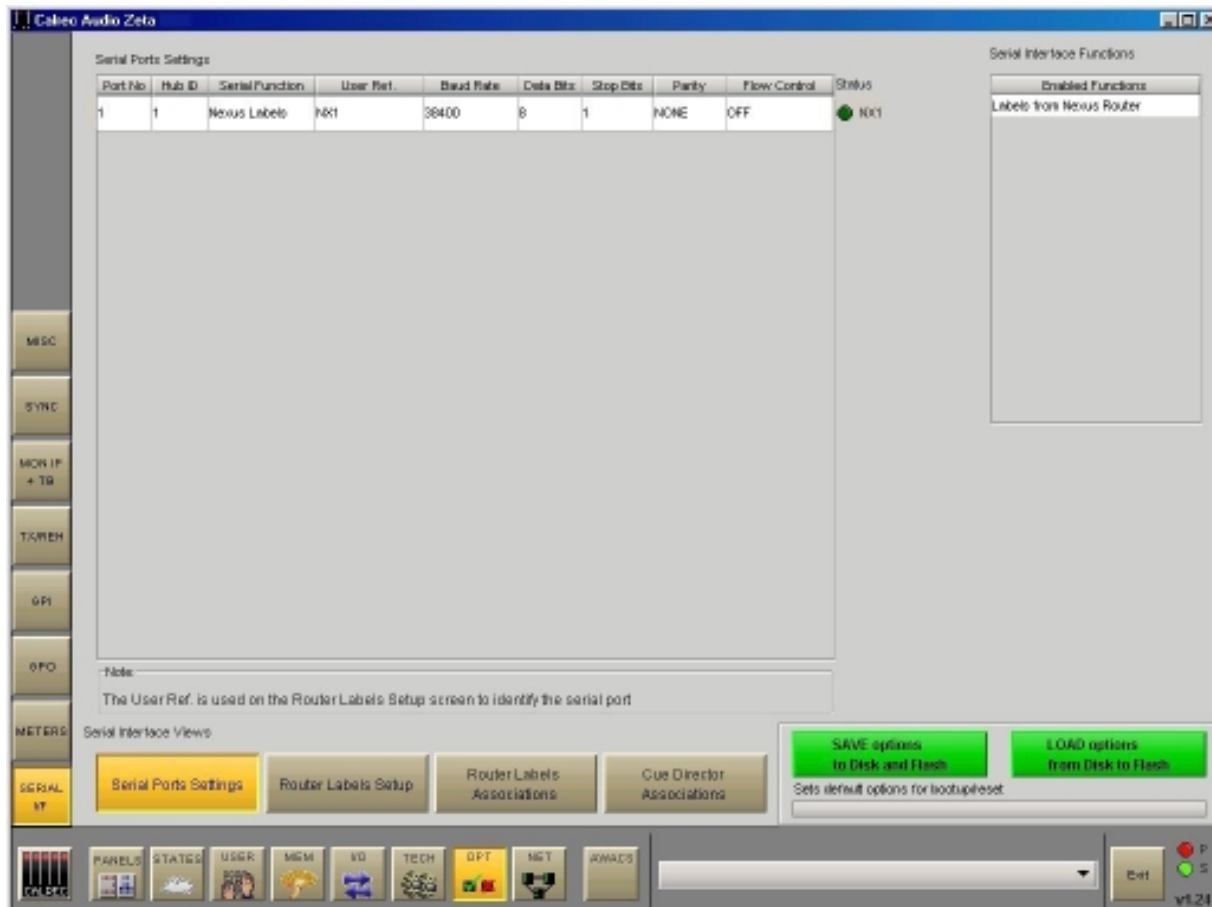 Calrec Audio Zeta
Serial Ports Settings
Serial Interface Functions
Port No Hub ID Serial Function User Ref. Baud Rate Data Bits Stop Bits Parity Flow Control Status
Enabled Functions
1 1 Nexus Labels NX1 38400 8 1 NONE OFF NX1
Labels from Nexus Router
MISC
SYNC
MON IP
+ TB
TX/REH
GPI
GPO
METERS
SERIAL
I/F
Note
The User Ref. is used on the Router Labels Setup screen to identify the serial port
Serial Interface Views
Serial Ports Settings
Router Labels Setup
Router Labels
Associations
Cue Director
Associations
SAVE options
to Disk and Flash
LOAD options
from Disk to Flash
Sets default options for bootup/reset
CALREC
PANELS STATES USER MEM I/O TECH OPT NET AWACS
Exit
P
S
v1.24